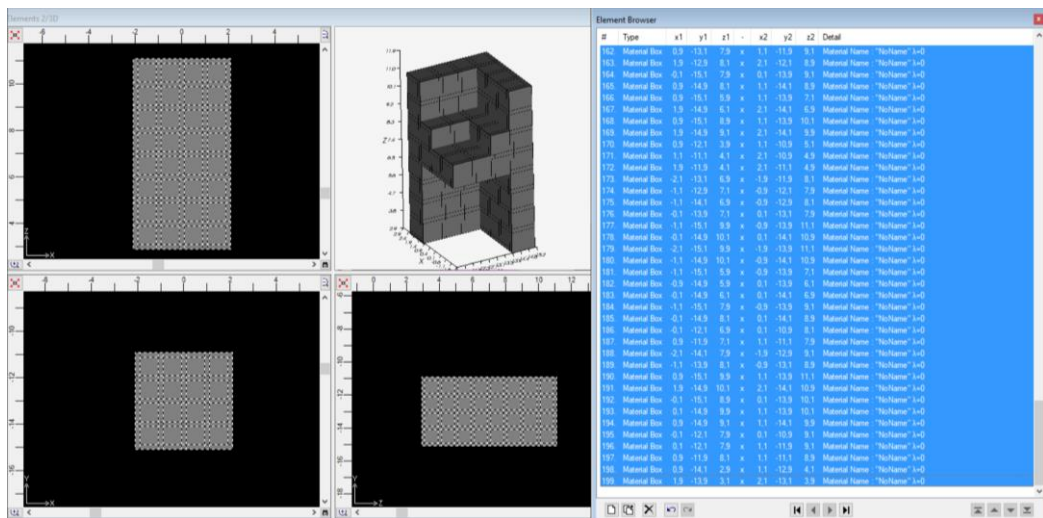 Elements 2/3D
Element Browser
# Type x1 y1 z1 - x2 y2 z2 Detail
162 Material Box 0,9 -13,1 7,9 x 1,1 -11,9 9,1 Material Name : "NoName" λ=0
163 Material Box 1,9 -12,9 8,1 x 2,1 -12,1 8,9 Material Name : "NoName" λ=0
164 Material Box -0,1 -15,1 7,9 x 0,1 -13,9 9,1 Material Name : "NoName" λ=0
165 Material Box 0,9 -14,9 8,1 x 1,1 -14,1 8,9 Material Name : "NoName" λ=0
166 Material Box 0,9 -15,1 5,9 x 1,1 -13,9 7,1 Material Name : "NoName" λ=0
167 Material Box 1,9 -14,9 6,1 x 2,1 -14,1 6,9 Material Name : "NoName" λ=0
168 Material Box 0,9 -15,1 8,9 x 1,1 -13,9 10,1 Material Name : "NoName" λ=0
169 Material Box 1,9 -14,9 9,1 x 2,1 -14,1 9,9 Material Name : "NoName" λ=0
170 Material Box 0,9 -12,1 3,9 x 1,1 -10,9 5,1 Material Name : "NoName" λ=0
171 Material Box 1,1 -11,1 4,1 x 2,1 -10,9 4,9 Material Name : "NoName" λ=0
172 Material Box 1,9 -11,9 4,1 x 2,1 -11,1 4,9 Material Name : "NoName" λ=0
173 Material Box -2,1 -13,1 6,9 x -1,9 -11,9 8,1 Material Name : "NoName" λ=0
174 Material Box -1,1 -12,9 7,1 x -0,9 -12,1 7,9 Material Name : "NoName" λ=0
175 Material Box -1,1 -14,1 6,9 x -0,9 -12,9 8,1 Material Name : "NoName" λ=0
176 Material Box -0,1 -13,9 7,1 x 0,1 -13,1 7,9 Material Name : "NoName" λ=0
177 Material Box -1,1 -15,1 9,9 x -0,9 -13,9 11,1 Material Name : "NoName" λ=0
178 Material Box -0,1 -14,9 10,1 x 0,1 -14,1 10,9 Material Name : "NoName" λ=0
179 Material Box -2,1 -15,1 9,9 x -1,9 -13,9 11,1 Material Name : "NoName" λ=0
180 Material Box -1,1 -14,9 10,1 x -0,9 -14,1 10,9 Material Name : "NoName" λ=0
181 Material Box -1,1 -15,1 5,9 x -0,9 -13,9 7,1 Material Name : "NoName" λ=0
182 Material Box -0,9 -14,9 5,9 x 0,1 -13,9 6,1 Material Name : "NoName" λ=0
183 Material Box -0,1 -14,9 6,1 x 0,1 -14,1 6,9 Material Name : "NoName" λ=0
184 Material Box -1,1 -15,1 7,9 x -0,9 -13,9 9,1 Material Name : "NoName" λ=0
185 Material Box -0,1 -14,9 8,1 x 0,1 -14,1 8,9 Material Name : "NoName" λ=0
186 Material Box -0,1 -12,1 6,9 x 0,1 -10,9 8,1 Material Name : "NoName" λ=0
187 Material Box 0,9 -11,9 7,1 x 1,1 -11,1 7,9 Material Name : "NoName" λ=0
188 Material Box -2,1 -14,1 7,9 x -1,9 -12,9 9,1 Material Name : "NoName" λ=0
189 Material Box -1,1 -13,9 8,1 x -0,9 -13,1 8,9 Material Name : "NoName" λ=0
190 Material Box 0,9 -15,1 9,9 x 1,1 -13,9 11,1 Material Name : "NoName" λ=0
191 Material Box 1,9 -14,9 10,1 x 2,1 -14,1 10,9 Material Name : "NoName" λ=0
192 Material Box -0,1 -15,1 8,9 x 0,1 -13,9 10,1 Material Name : "NoName" λ=0
193 Material Box 0,1 -14,9 9,9 x 1,1 -13,9 10,1 Material Name : "NoName" λ=0
194 Material Box 0,9 -14,9 9,1 x 1,1 -14,1 9,9 Material Name : "NoName" λ=0
195 Material Box -0,1 -12,1 7,9 x 0,1 -10,9 9,1 Material Name : "NoName" λ=0
196 Material Box 0,1 -12,1 7,9 x 1,1 -11,9 9,1 Material Name : "NoName" λ=0
197 Material Box 0,9 -11,9 8,1 x 1,1 -11,1 8,9 Material Name : "NoName" λ=0
198 Material Box 0,9 -14,1 2,9 x 1,1 -12,9 4,1 Material Name : "NoName" λ=0
199 Material Box 1,9 -13,9 3,1 x 2,1 -13,1 3,9 Material Name : "NoName" λ=0